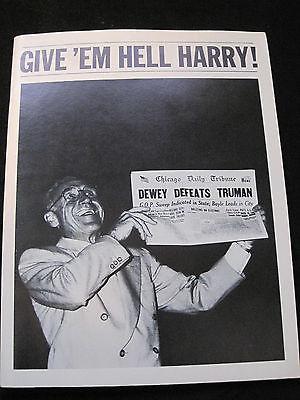 GIVE 'EM HELL HARRY!
Chicago Daily Tribune
DEWEY DEFEATS TRUMAN
G.O.P. Sweep Indicated in State; Boyle Leads in City